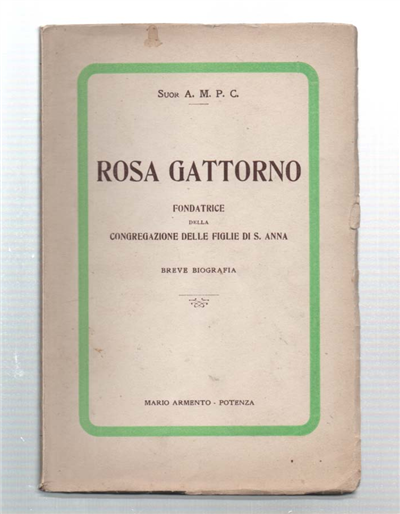 Suor A. M. P. C.
ROSA GATTORNO
FONDATRICE
DELLA
CONGREGAZIONE DELLE FIGLIE DI S. ANNA
BREVE BIOGRAFIA
MARIO ARMENTO - POTENZA